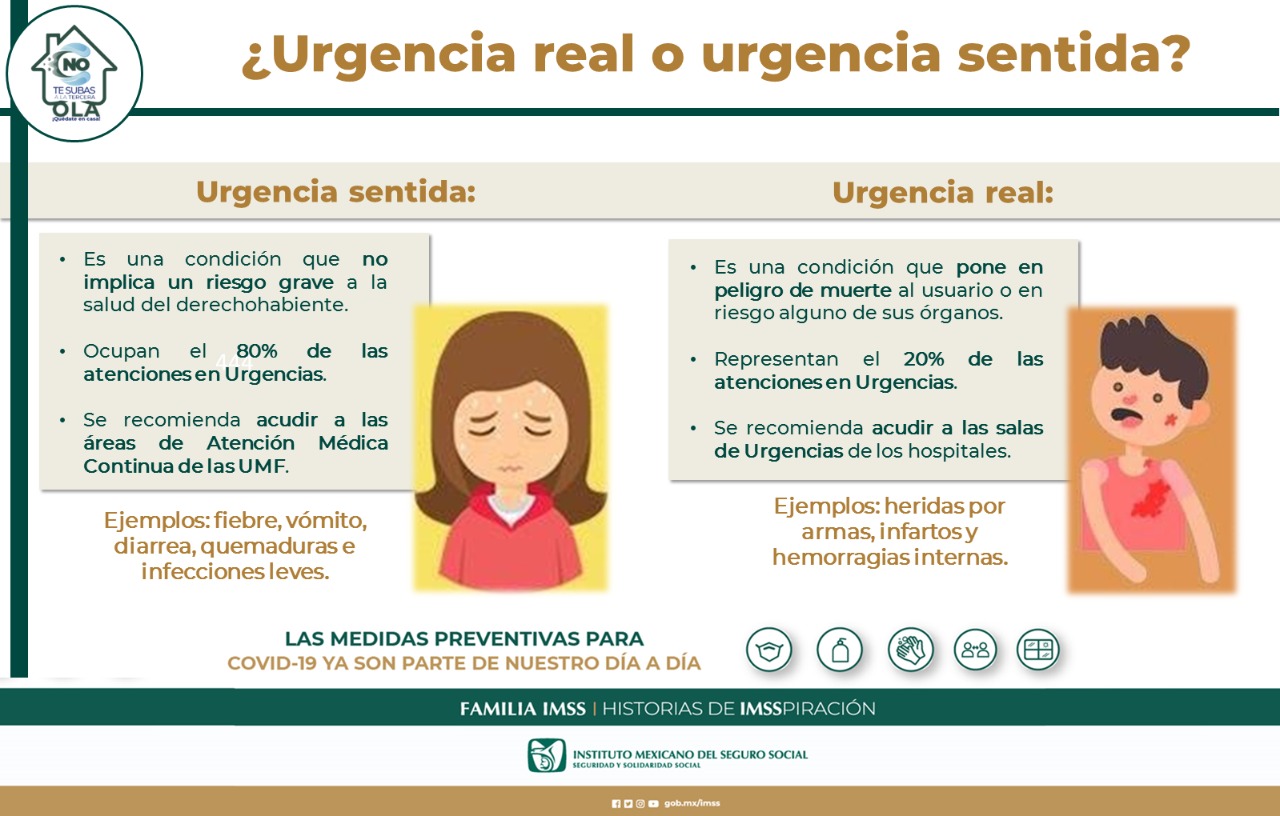 NO
TE SUBAS
A LA TERCERA
OLA
¡Quédate en casa!
¿Urgencia real o urgencia sentida?
Urgencia sentida:
• Es una condición que no
implica un riesgo grave a la
salud del derechohabiente.
• Ocupan el 80% de las
atenciones en Urgencias.
444
• Se recomienda acudir a las
áreas de Atención Médica
Continua de las UMF.
Ejemplos: fiebre, vómito,
diarrea, quemaduras e
infecciones leves.
Urgencia real:
• Es una condición que pone en
peligro de muerte al usuario o en
riesgo alguno de sus órganos.
• Representan el 20% de las
atenciones en Urgencias.
• Se recomienda acudir a las salas
de Urgencias de los hospitales.
Ejemplos: heridas por
armas, infartos y
hemorragias internas.
LAS MEDIDAS PREVENTIVAS PARA
COVID-19 YA SON PARTE DE NUESTRO DÍA A DÍA
FAMILIA IMSS | HISTORIAS DE IMSSPIRACIÓN
INSTITUTO MEXICANO DEL SEGURO SOCIAL
SEGURIDAD Y SOLIDARIDAD SOCIAL
gob.mx/imss